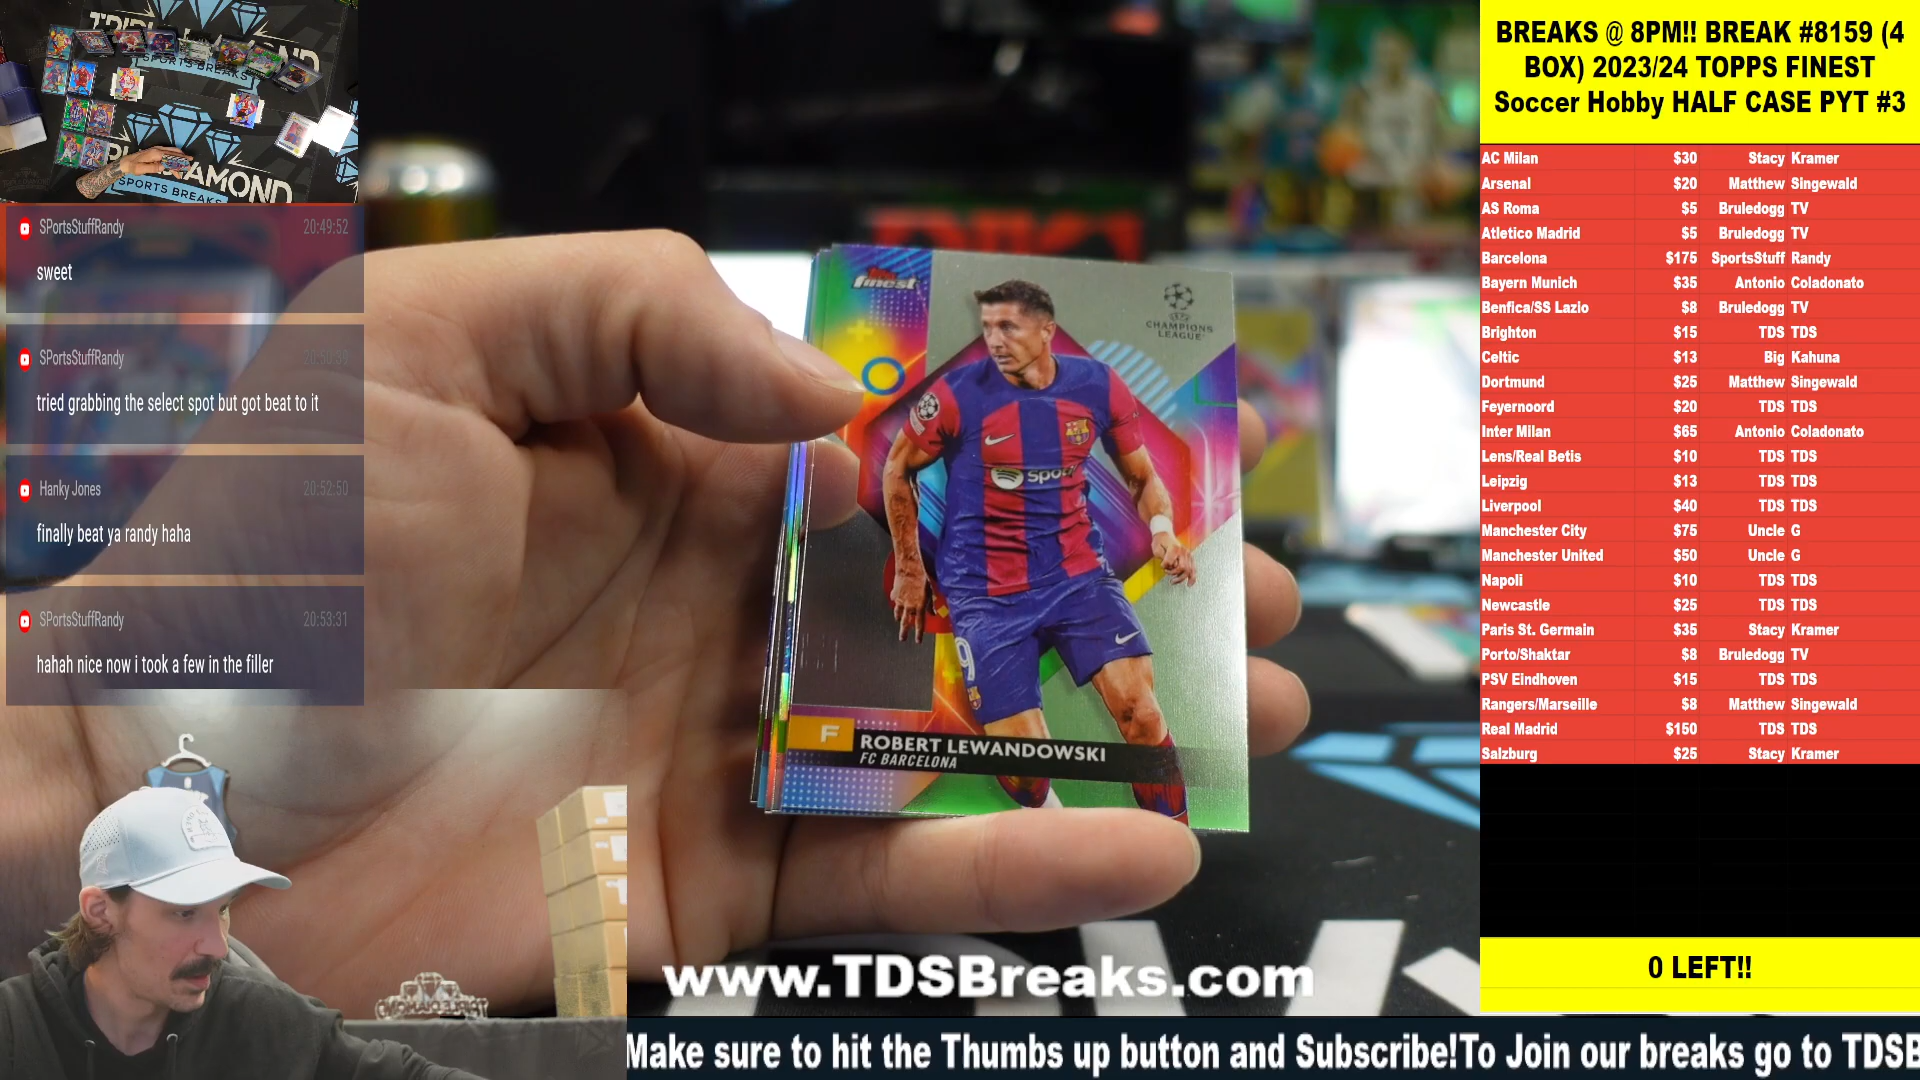 SPORTS BREAKS
AMOND
SPORTS BREAKS
SPortsStuffRandy 20:49:52
sweet
SPortsStuffRandy
tried grabbing the select spot but got beat to it
Hanky Jones 20:52:50
finally beat ya randy haha
SPortsStuffRandy 20:53:31
hahah nice now i took a few in the filler
finest
CHAMPIONS
LEAGUE
Spotify
9
F ROBERT LEWANDOWSKI
FC BARCELONA
www.TDSBreaks.com
BREAKS @ 8PM!! BREAK #8159 (4
BOX) 2023/24 TOPPS FINEST
Soccer Hobby HALF CASE PYT #3
AC Milan $30 Stacy Kramer
Arsenal $20 Matthew Singewald
AS Roma $5 Bruledogg TV
Atletico Madrid $5 Bruledogg TV
Barcelona $175 SportsStuff Randy
Bayern Munich $35 Antonio Coladonato
Benfica/SS Lazio $8 Bruledogg TV
Brighton $15 TDS TDS
Celtic $13 Big Kahuna
Dortmund $25 Matthew Singewald
Feyernoord $20 TDS TDS
Inter Milan $65 Antonio Coladonato
Lens/Real Betis $10 TDS TDS
Leipzig $13 TDS TDS
Liverpool $40 TDS TDS
Manchester City $75 Uncle G
Manchester United $50 Uncle G
Napoli $10 TDS TDS
Newcastle $25 TDS TDS
Paris St. Germain $35 Stacy Kramer
Porto/Shaktar $8 Bruledogg TV
PSV Eindhoven $15 TDS TDS
Rangers/Marseille $8 Matthew Singewald
Real Madrid $150 TDS TDS
Salzburg $25 Stacy Kramer
0 LEFT!!
Make sure to hit the Thumbs up button and Subscribe!To Join our breaks go to TDSB